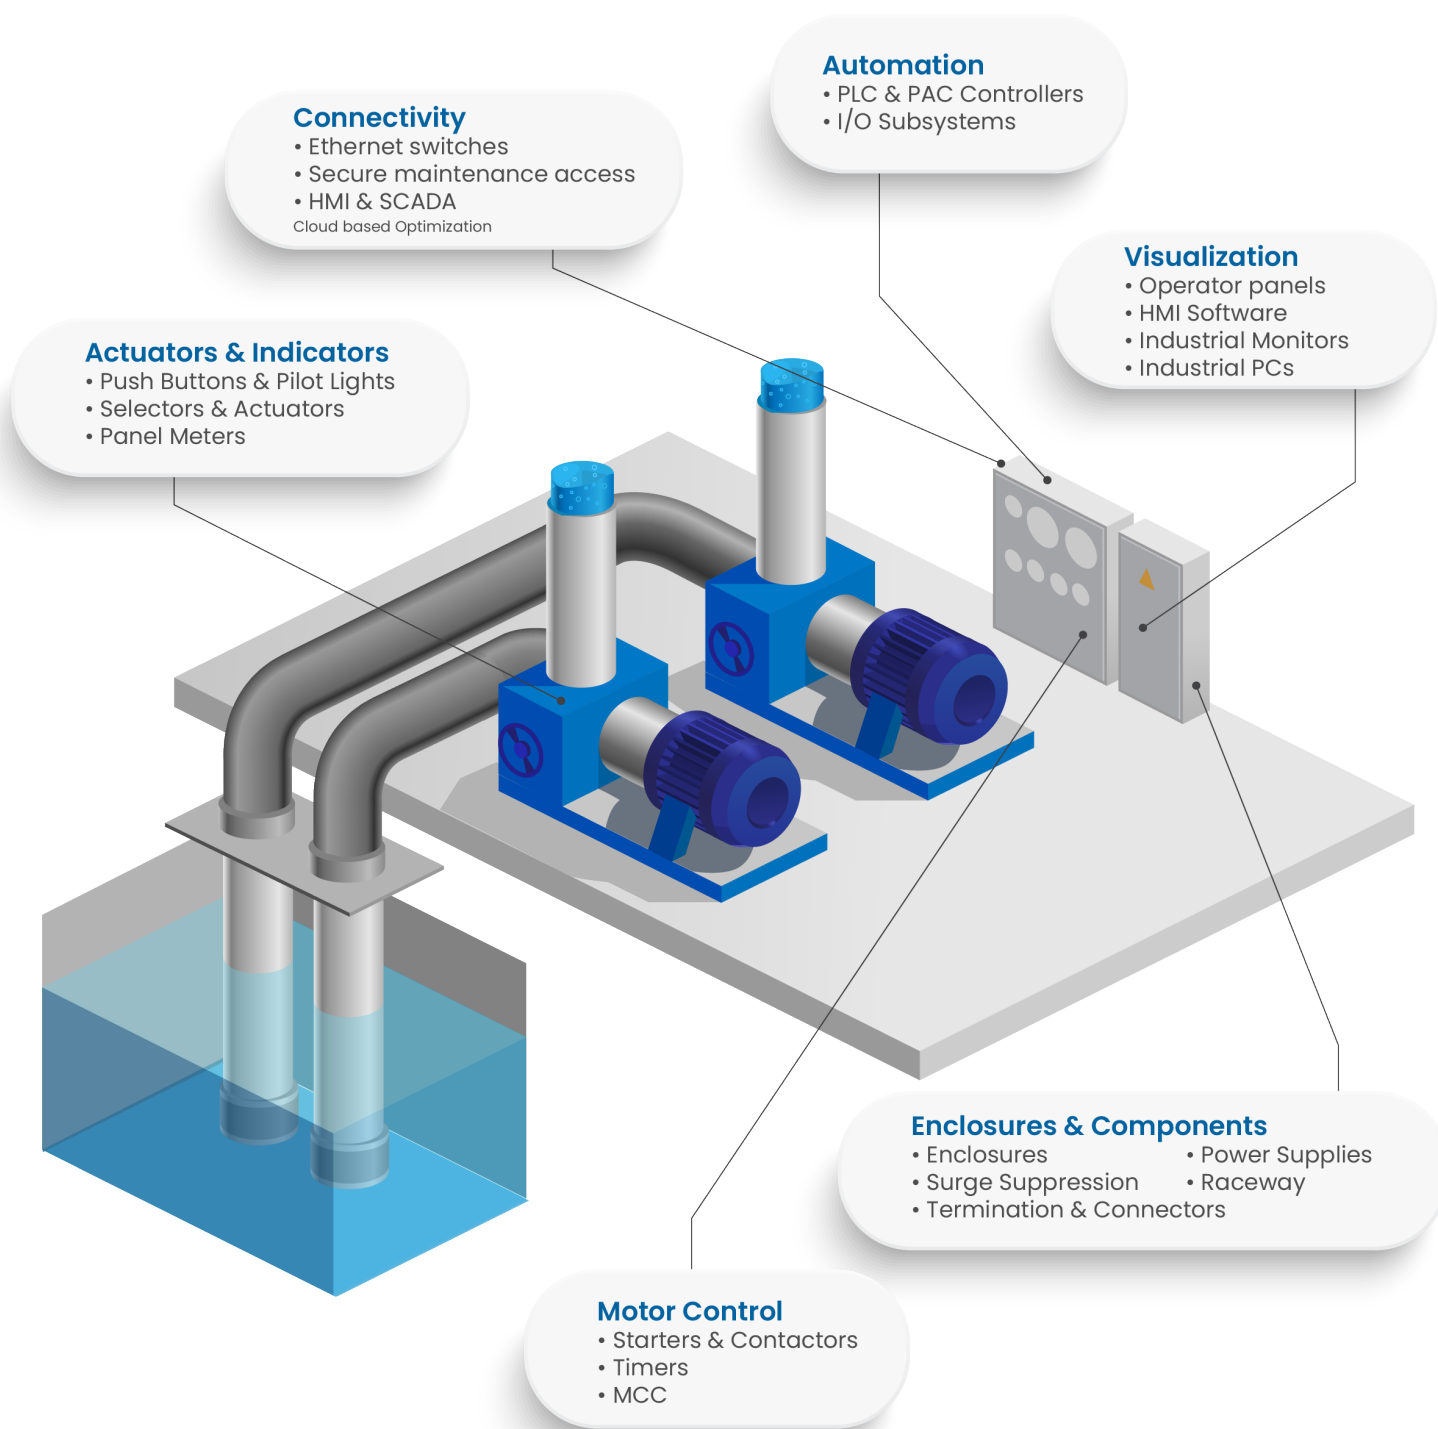 Automation
• PLC & PAC Controllers
• I/O Subsystems
Connectivity
• Ethernet switches
• Secure maintenance access
• HMI & SCADA
Cloud based Optimization
Visualization
• Operator panels
• HMI Software
• Industrial Monitors
• Industrial PCs
Actuators & Indicators
• Push Buttons & Pilot Lights
• Selectors & Actuators
• Panel Meters
Enclosures & Components
• Enclosures • Power Supplies
• Surge Suppression • Raceway
• Termination & Connectors
Motor Control
• Starters & Contactors
• Timers
• MCC